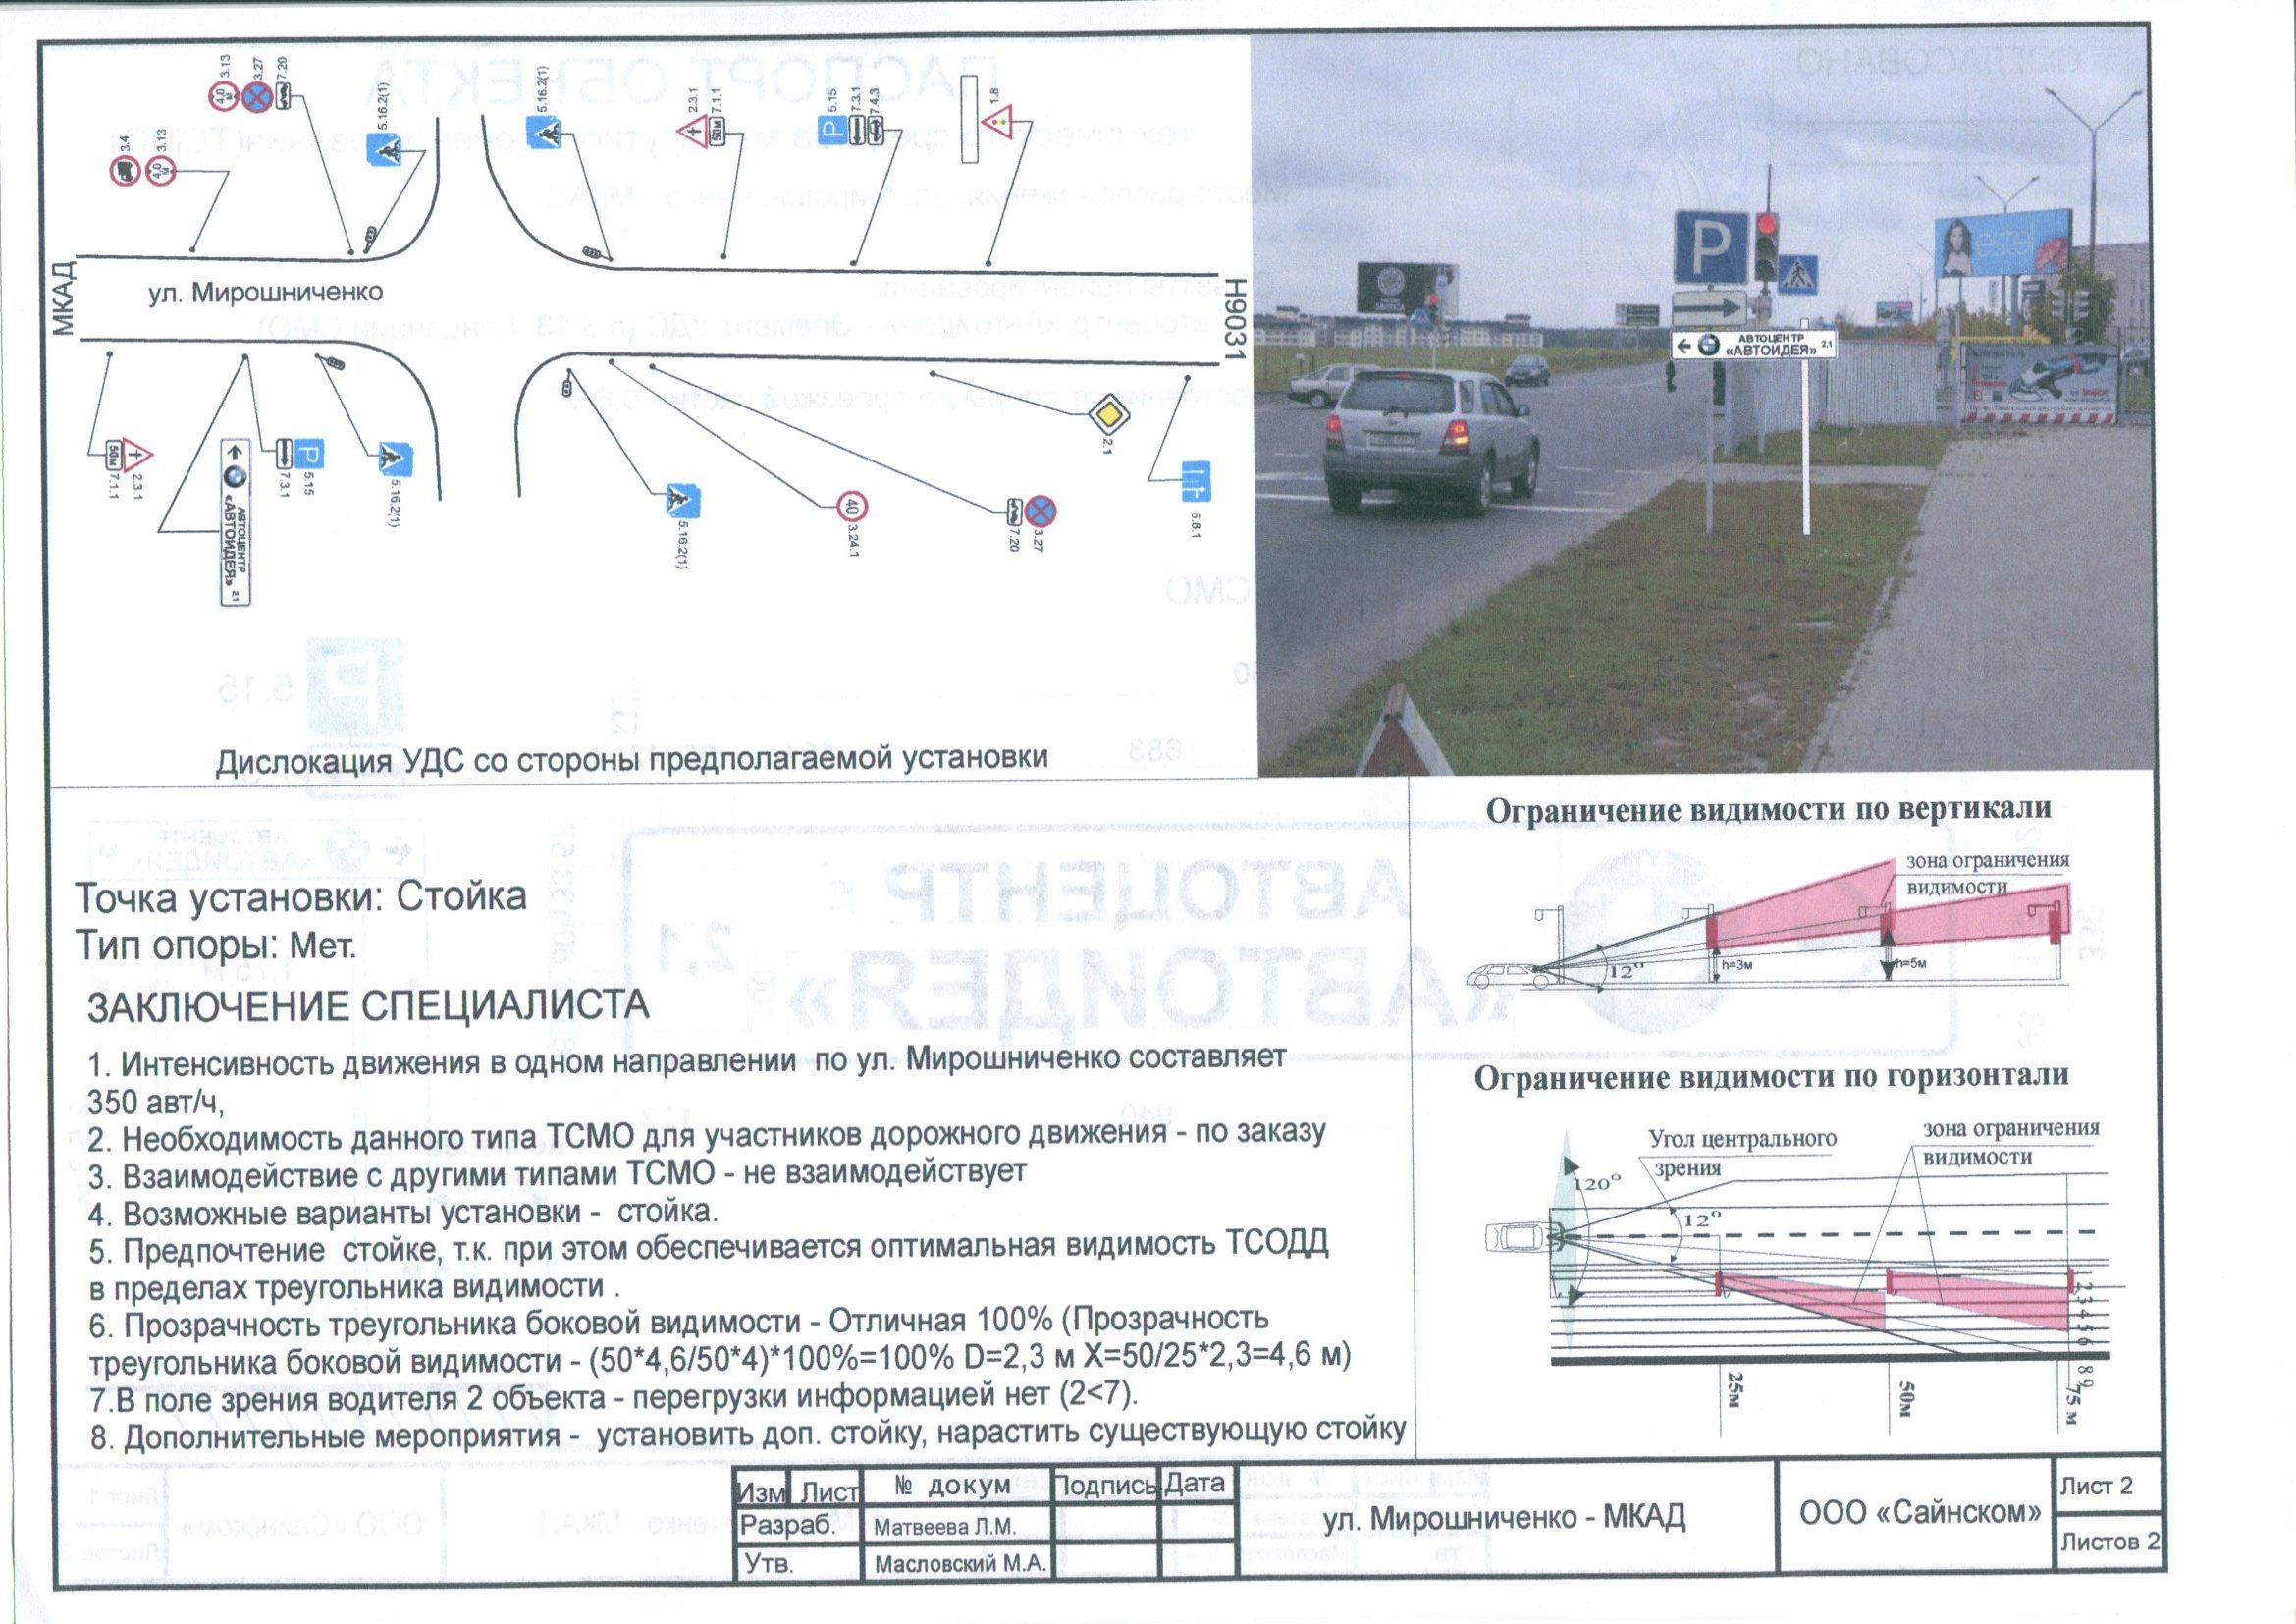 3.13
3.27
7.20
4,0 м
3.4
3.13
4,0 м
5.16.2(1)
5.16.2(1)
2.3.1
7.1.1
50м
5.15
7.3.1
7.4.3
P
1.8
МКАД
ул. Мирошниченко
Н9031
50м
7.1.1
2.3.1
АВТОЦЕНТР
«АВТОИДЕЯ» 2,1
7.3.1
P
5.15
5.16.2(1)
5.16.2(1)
40
3.24.1
7.20
3.27
2.1
5.8.1
Дислокация УДС со стороны предполагаемой установки
P
АВТОЦЕНТР
«АВТОИДЕЯ» 2,1
estel
Точка установки: Стойка
Тип опоры: Мет.
ЗАКЛЮЧЕНИЕ СПЕЦИАЛИСТА
1. Интенсивность движения в одном направлении по ул. Мирошниченко составляет
350 авт/ч,
2. Необходимость данного типа ТСМО для участников дорожного движения - по заказу
3. Взаимодействие с другими типами ТСМО - не взаимодействует
4. Возможные варианты установки - стойка.
5. Предпочтение стойке, т.к. при этом обеспечивается оптимальная видимость ТСОДД
в пределах треугольника видимости .
6. Прозрачность треугольника боковой видимости - Отличная 100% (Прозрачность
треугольника боковой видимости - (50*4,6/50*4)*100%=100% D=2,3 м X=50/25*2,3=4,6 м)
7.В поле зрения водителя 2 объекта - перегрузки информацией нет (2<7).
8. Дополнительные мероприятия - установить доп. стойку, нарастить существующую стойку
Ограничение видимости по вертикали
зона ограничения
видимости
12°
h=3м
h=5м
Ограничение видимости по горизонтали
Угол центрального
зрения
зона ограничения
видимости
120°
12°
1
2
3
4
5
6
8
9
25м
50м
75 м
Изм Лист № докум Подпись Дата
Разраб. Матвеева Л.М.
Утв. Масловский М.А.
ул. Мирошниченко - МКАД
ООО «Сайнском»
Лист 2
Листов 2